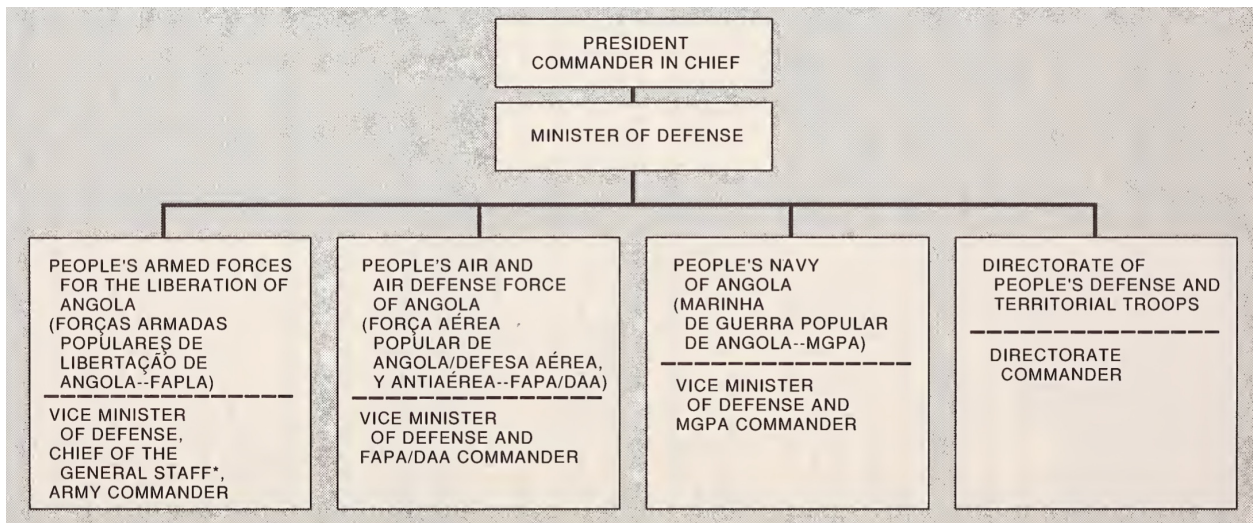 PRESIDENT
COMMANDER IN CHIEF
MINISTER OF DEFENSE
PEOPLE'S ARMED FORCES
FOR THE LIBERATION OF
ANGOLA
(FORÇAS ARMADAS
POPULARES DE
LIBERTAÇÃO DE
ANGOLA--FAPLA)
VICE MINISTER
OF DEFENSE,
CHIEF OF THE
GENERAL STAFF*,
ARMY COMMANDER
PEOPLE'S AIR AND
AIR DEFENSE FORCE
OF ANGOLA
(FORÇA AÉREA
POPULAR DE
ANGOLA/DEFESA AÉREA,
Y ANTIAÉREA--FAPA/DAA)
VICE MINISTER
OF DEFENSE AND
FAPA/DAA COMMANDER
PEOPLE'S NAVY
OF ANGOLA
(MARINHA
DE GUERRA POPULAR
DE ANGOLA--MGPA)
VICE MINISTER
OF DEFENSE AND
MGPA COMMANDER
DIRECTORATE OF
PEOPLE'S DEFENSE AND
TERRITORIAL TROOPS
DIRECTORATE
COMMANDER